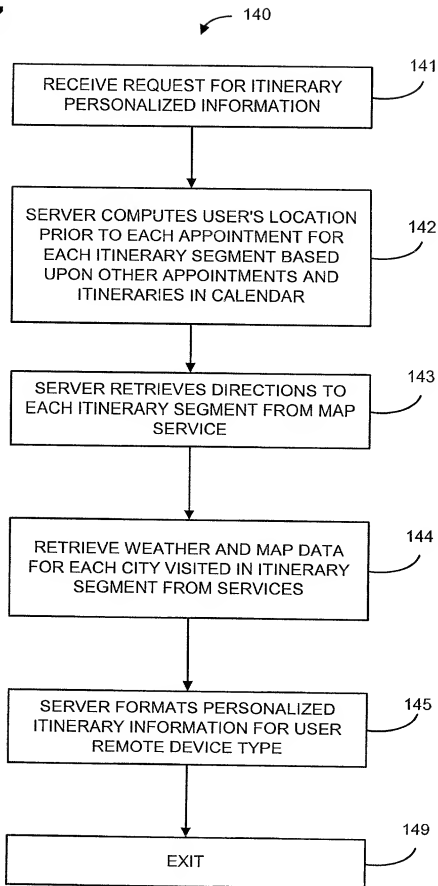 140
RECEIVE REQUEST FOR ITINERARY
PERSONALIZED INFORMATION
141
SERVER COMPUTES USER'S LOCATION
PRIOR TO EACH APPOINTMENT FOR
EACH ITINERARY SEGMENT BASED
UPON OTHER APPOINTMENTS AND
ITINERARIES IN CALENDAR
142
SERVER RETRIEVES DIRECTIONS TO
EACH ITINERARY SEGMENT FROM MAP
SERVICE
143
RETRIEVE WEATHER AND MAP DATA
FOR EACH CITY VISITED IN ITINERARY
SEGMENT FROM SERVICES
144
SERVER FORMATS PERSONALIZED
ITINERARY INFORMATION FOR USER
REMOTE DEVICE TYPE
145
EXIT
149